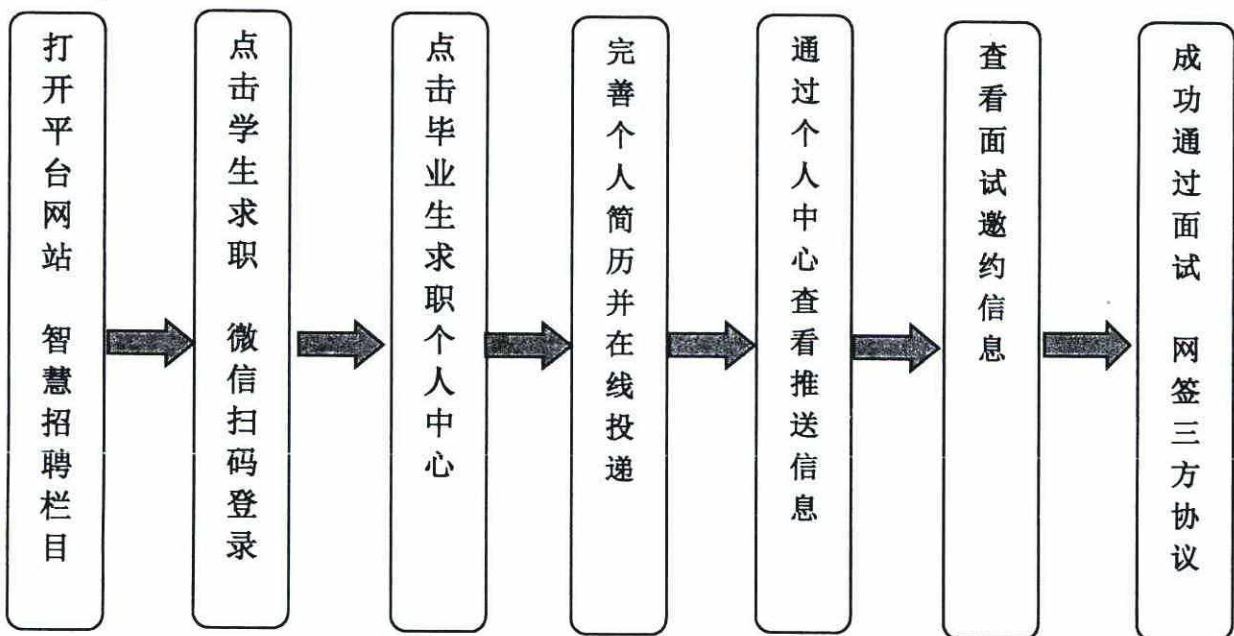 打开平台网站 智慧招聘栏目
点击学生求职 微信扫码登录
点击毕业生求职个人中心
完善个人简历并在线投递
通过个人中心查看推送信息
查看面试邀约信息
成功通过面试 网签三方协议